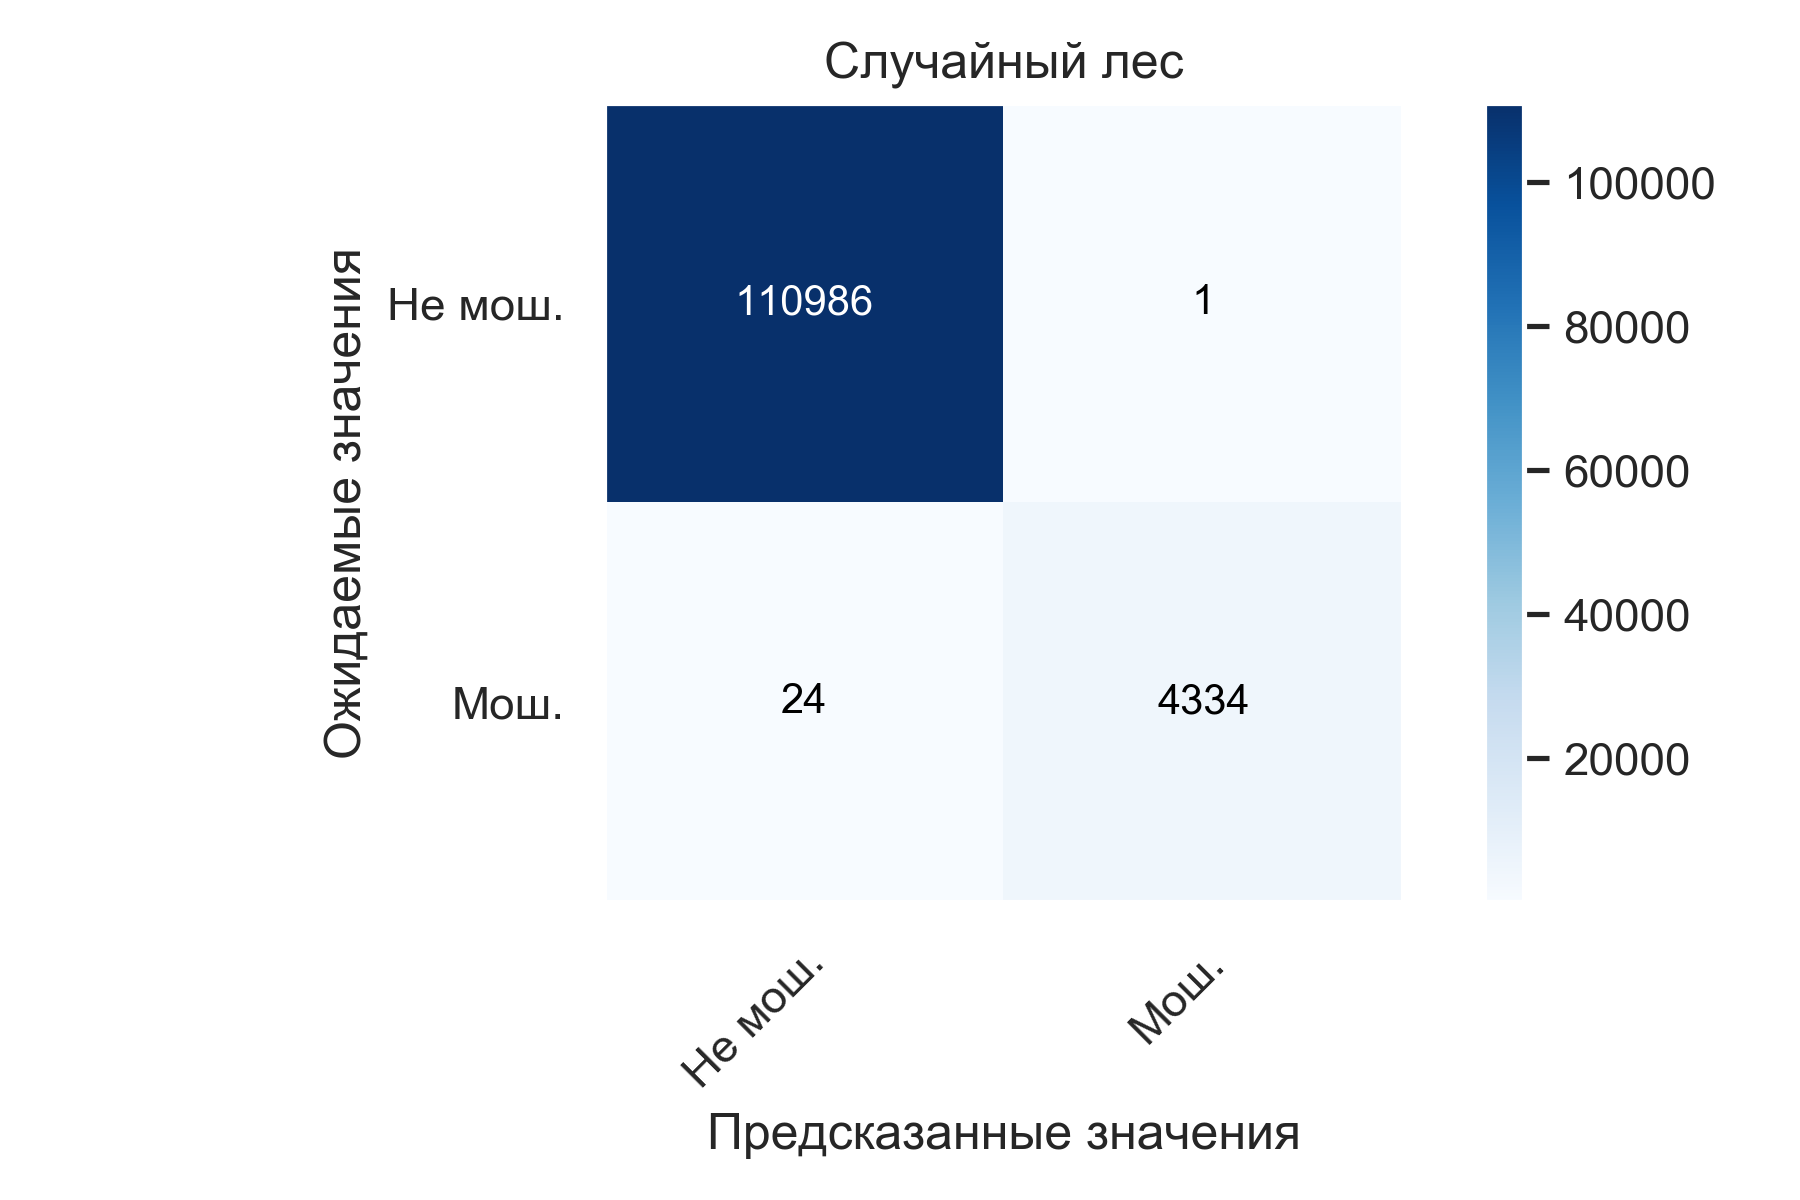 Случайный лес
Ожидаемые значения
Не мош.
110986
1
Мош.
24
4334
Не мош.
Мош.
Предсказанные значения
100000
80000
60000
40000
20000